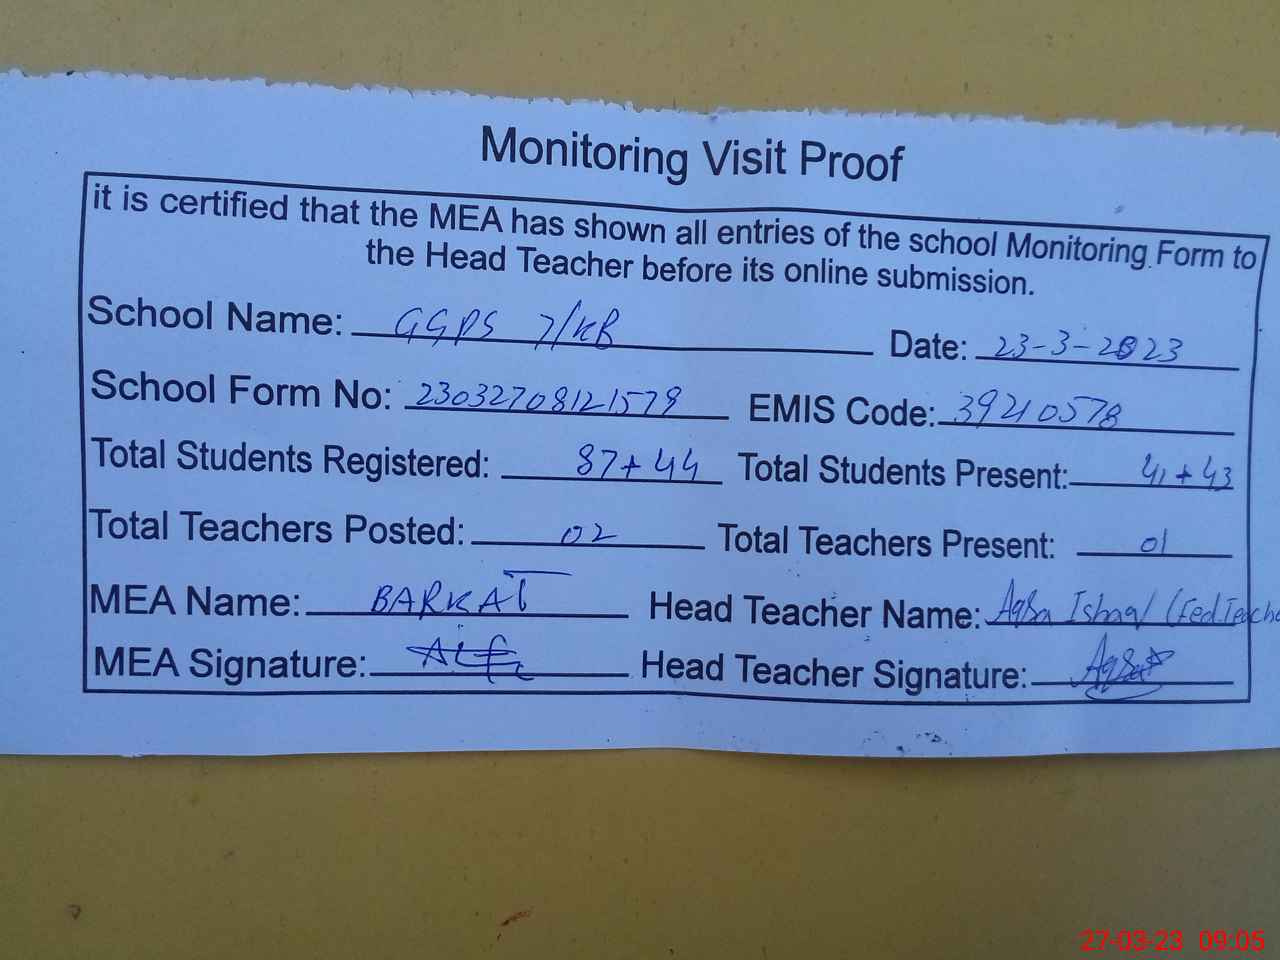 Monitoring Visit Proof
it is certified that the MEA has shown all entries of the school Monitoring Form to
the Head Teacher before its online submission.
School Name: GGPS 7/KB Date: 23-3-2023
School Form No: 23032708121579 EMIS Code: 39210578
Total Students Registered: 87+44 Total Students Present: 41+43
Total Teachers Posted: 02 Total Teachers Present: 01
MEA Name: BARKAT Head Teacher Name: Aqsa
MEA Signature: Head Teacher Signature: Aqsa
27-03-23 09:05